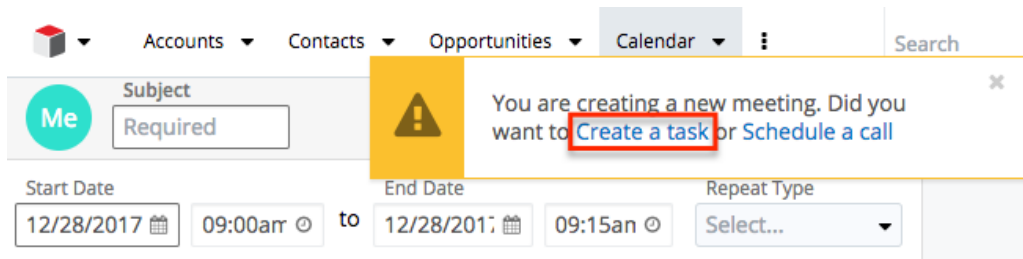 Accounts Contacts Opportunities Calendar Search
You are creating a new meeting. Did you
want to Create a task or Schedule a call
Me
Subject
Required
Start Date End Date Repeat Type
12/28/2017 09:00am to 12/28/2017 09:15am Select...